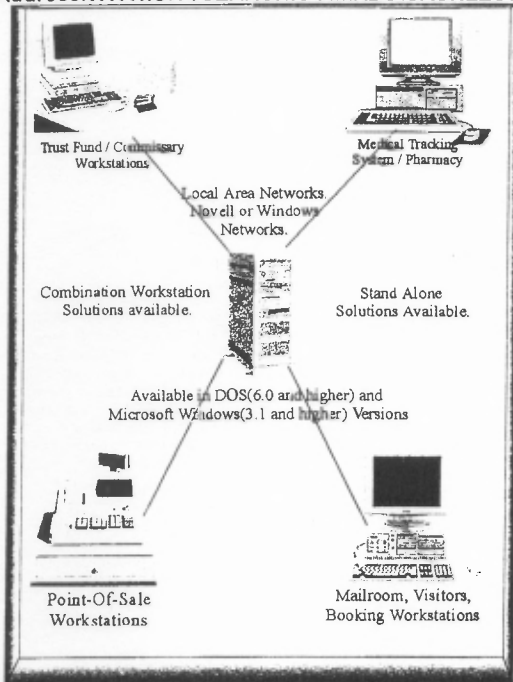 Trust Fund / Commissary
Workstations
Medical Tracking
System / Pharmacy
Local Area Networks.
Novell or Windows
Networks.
Combination Workstation
Solutions available.
Stand Alone
Solutions Available.
Available in DOS(6.0 and higher) and
Microsoft Windows(3.1 and higher) Versions
Point-Of-Sale
Workstations
Mailroom, Visitors,
Booking Workstations